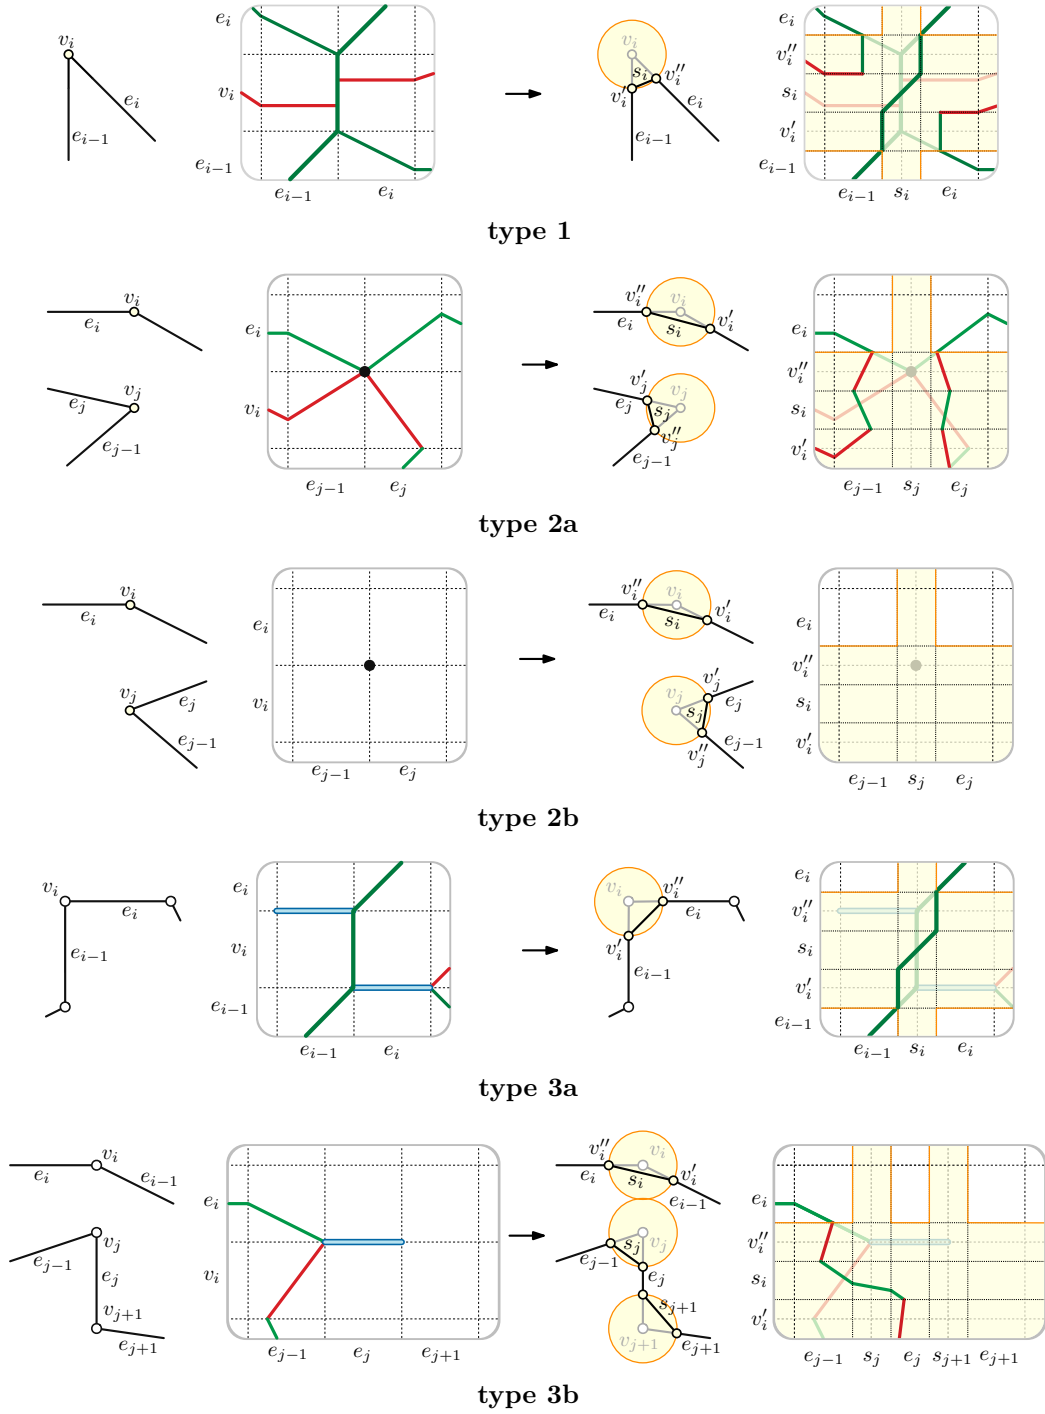 e_i
v_i
e_i
e_{i-1}
v_i
e_{i-1}
e_{i-1}
e_i
v_i
s_i
v_i''
v_i'
e_i
e_{i-1}
e_i
v_i''
s_i
v_i'
e_{i-1}
e_{i-1} s_i e_i
type 1
v_i
e_i
v_j
e_j
e_{j-1}
e_i
v_i
e_{j-1} e_j
v_i''
v_i
e_i
s_i
v_i'
v_j'
v_j
e_j
s_j
v_j''
e_{j-1}
e_i
v_i''
s_i
v_i'
e_{j-1} s_j e_j
type 2a
v_i
e_i
v_j
e_j
e_{j-1}
e_i
v_i
e_{j-1} e_j
v_i''
v_i
e_i
s_i
v_i'
v_j'
v_j
s_j
e_j
v_j''
e_{j-1}
e_i
v_i''
s_i
v_i'
e_{j-1} s_j e_j
type 2b
v_i
e_i
e_{i-1}
e_i
v_i
e_{i-1}
e_{i-1} e_i
v_i
v_i''
e_i
v_i'
e_{i-1}
e_i
v_i''
s_i
v_i'
e_{i-1}
e_{i-1} s_i e_i
type 3a
v_i
e_i
e_{i-1}
v_j
e_{j-1}
e_j
v_{j+1}
e_{j+1}
e_i
v_i
e_{j-1} e_j e_{j+1}
v_i''
v_i
e_i
s_i
v_i'
e_{i-1}
s_j
v_j
e_{j-1}
e_j
s_{j+1}
v_{j+1}
e_{j+1}
e_i
v_i''
s_i
v_i'
e_{j-1} s_j e_j s_{j+1} e_{j+1}
type 3b